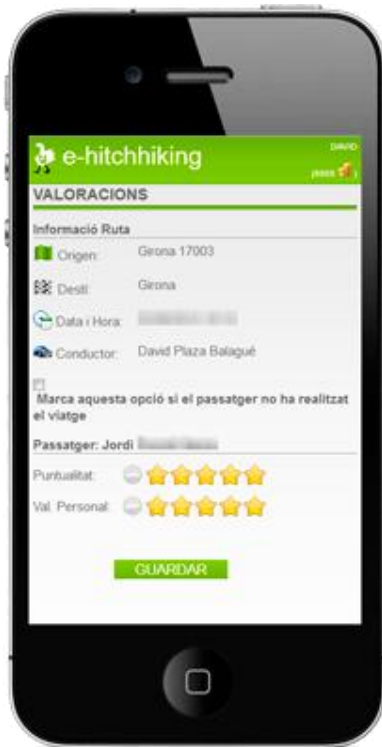 e-hitchhiking
DAVID
VALORACIONS
Informació Ruta
Origen: Girona 17003
Destí: Girona
Data i Hora:
Conductor: David Plaza Balagué
Marca aquesta opció si el passatger no ha realitzat
el viatge
Passatger: Jordi
Puntualitat:
Val. Personal:
GUARDAR